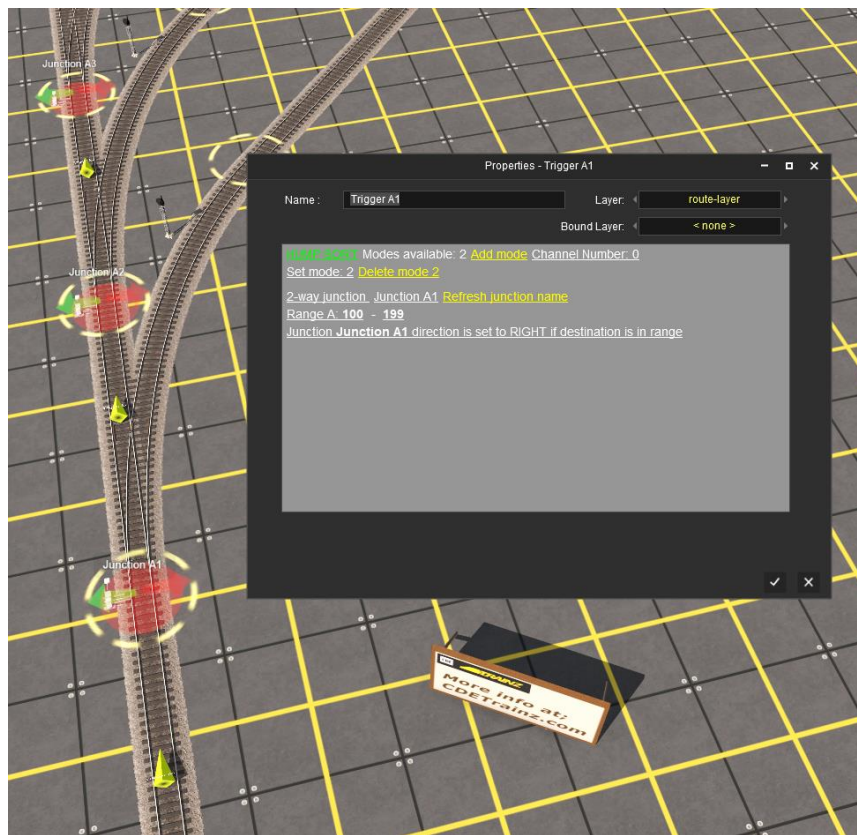 Junction A3
Properties - Trigger A1
Name :
Trigger A1
Layer:
route-layer
Bound Layer:
< none >
Modes available: 2 Add mode Channel Number: 0
Set mode: 2 Delete mode 2
Junction A2
2-way junction Junction A1 Refresh junction name
Range A: 100 - 199
Junction Junction A1 direction is set to RIGHT if destination is in range
Junction A1
TRAINZ
More info at;
CDETrainz.com